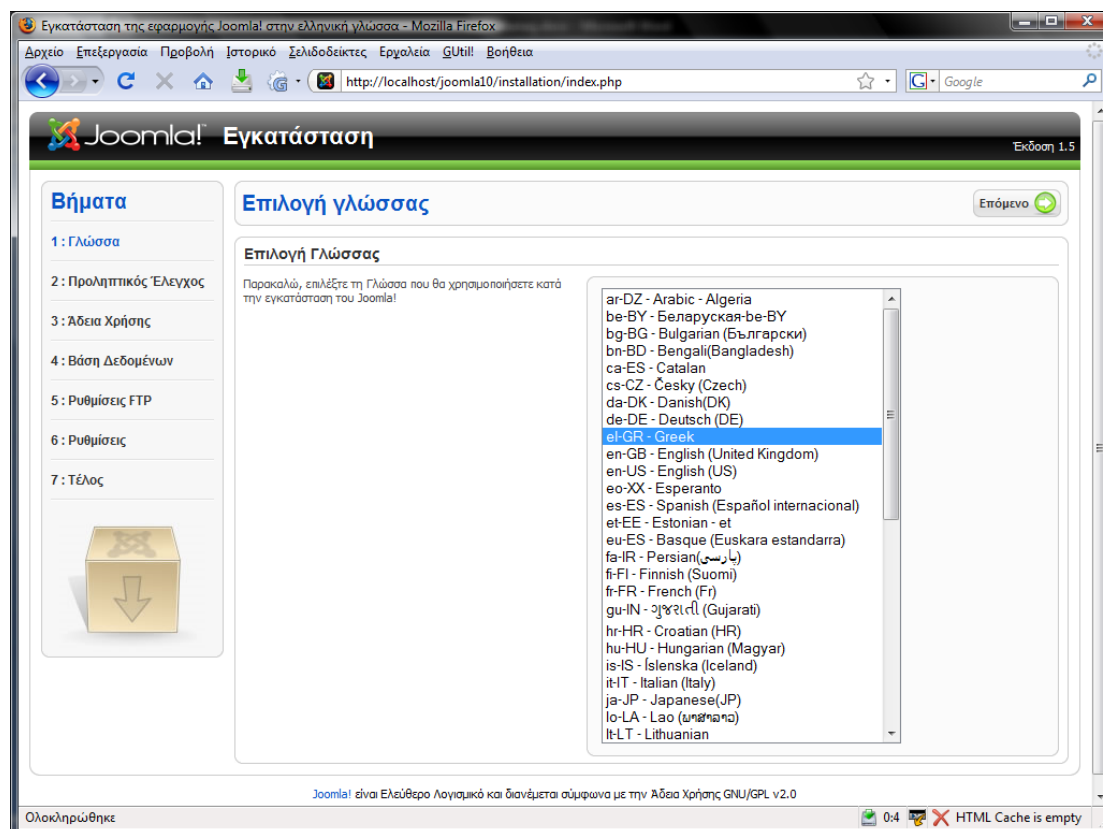 Εγκατάσταση της εφαρμογής Joomla! στην ελληνική γλώσσα - Mozilla Firefox
Αρχείο Επεξεργασία Προβολή Ιστορικό Σελιδοδείκτες Εργαλεία GUtil! Βοήθεια
http://localhost/joomla10/installation/index.php
Google
Joomla! Εγκατάσταση
Έκδοση 1.5
Βήματα
1 : Γλώσσα
2 : Προληπτικός Έλεγχος
3 : Άδεια Χρήσης
4 : Βάση Δεδομένων
5 : Ρυθμίσεις FTP
6 : Ρυθμίσεις
7 : Τέλος
Επιλογή γλώσσας
Επόμενο
Επιλογή Γλώσσας
Παρακαλώ, επιλέξτε τη Γλώσσα που θα χρησιμοποιήσετε κατά
την εγκατάσταση του Joomla!
ar-DZ - Arabic - Algeria
be-BY - Беларуская-be-BY
bg-BG - Bulgarian (Български)
bn-BD - Bengali(Bangladesh)
ca-ES - Catalan
cs-CZ - Česky (Czech)
da-DK - Danish(DK)
de-DE - Deutsch (DE)
el-GR - Greek
en-GB - English (United Kingdom)
en-US - English (US)
eo-XX - Esperanto
es-ES - Spanish (Español internacional)
et-EE - Estonian - et
eu-ES - Basque (Euskara estandarra)
fa-IR - Persian(پارسی)
fi-FI - Finnish (Suomi)
fr-FR - French (Fr)
gu-IN - ગુજરાતી (Gujarati)
hr-HR - Croatian (HR)
hu-HU - Hungarian (Magyar)
is-IS - Íslenska (Iceland)
it-IT - Italian (Italy)
ja-JP - Japanese(JP)
lo-LA - Lao (ພາສາລາວ)
lt-LT - Lithuanian
Joomla! είναι Ελεύθερο Λογισμικό και διανέμεται σύμφωνα με την Άδεια Χρήσης GNU/GPL v2.0
Ολοκληρώθηκε
0:4
HTML Cache is empty